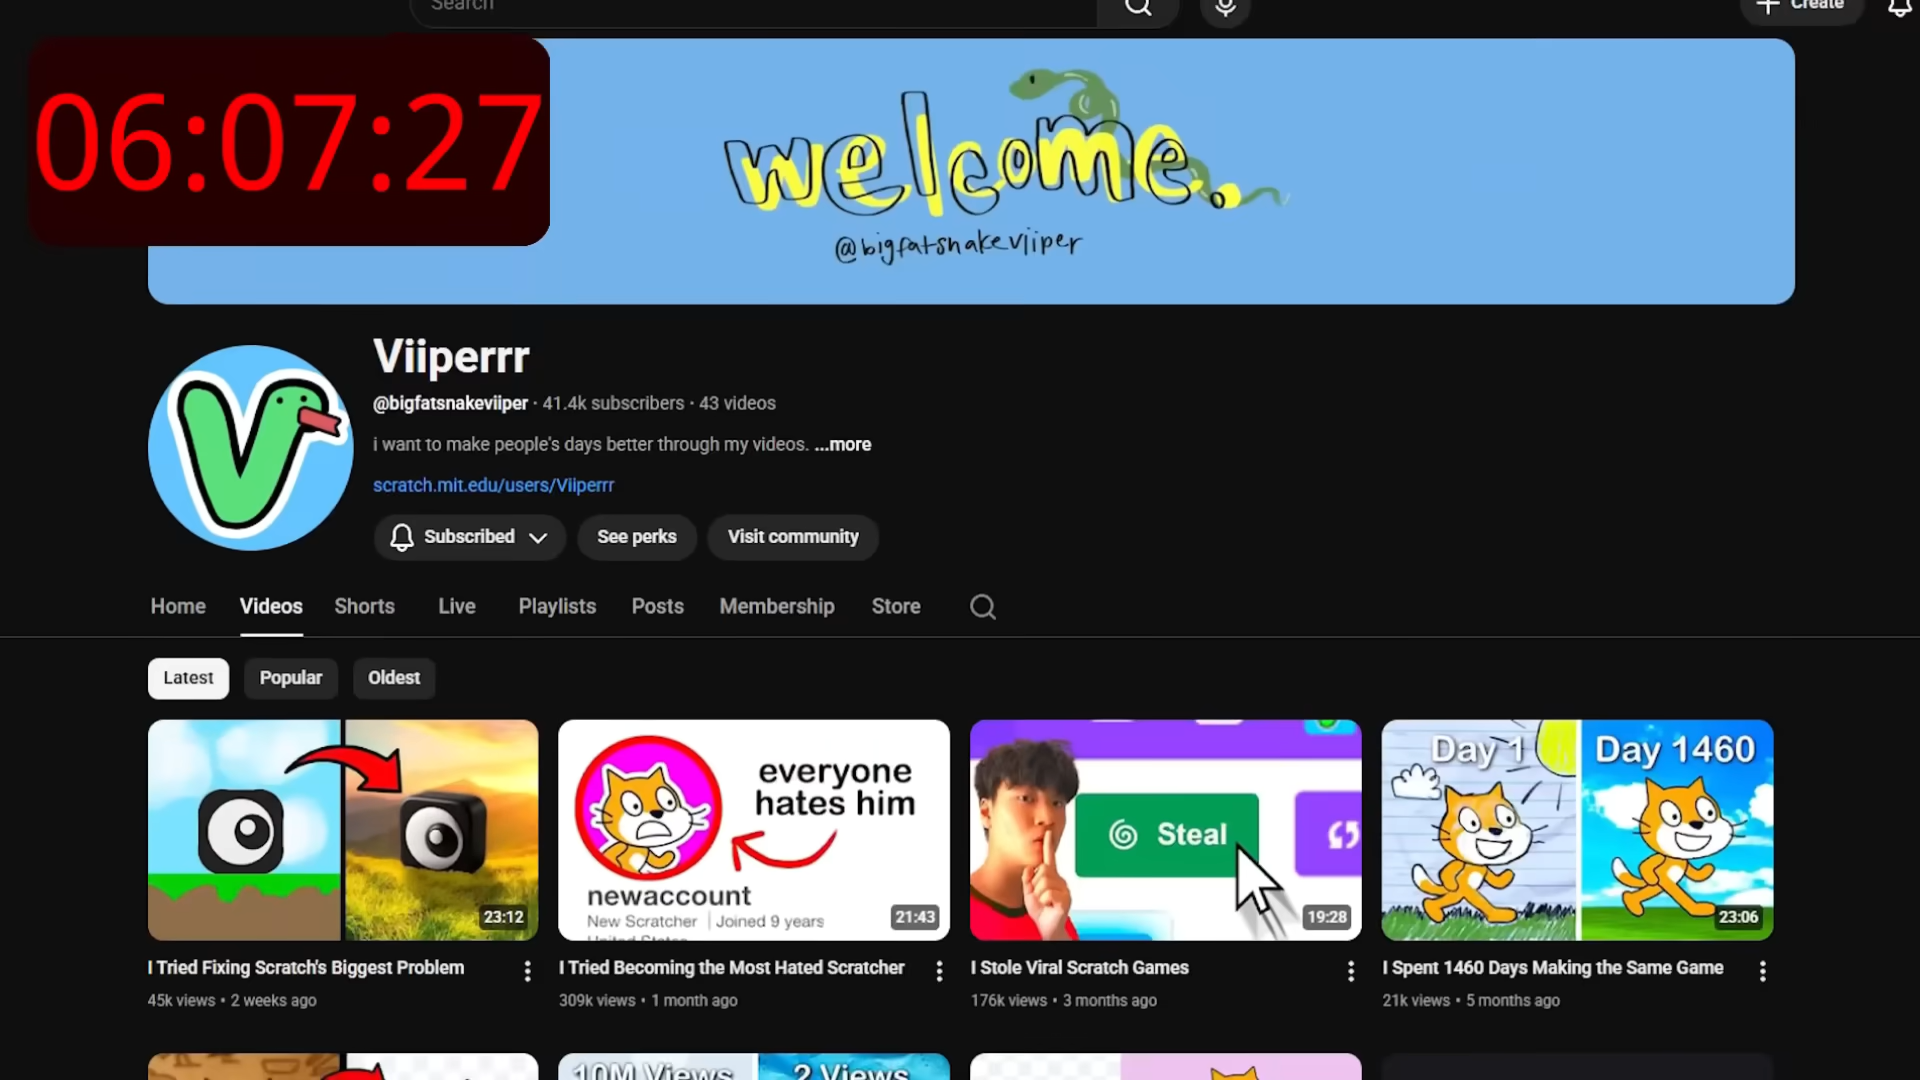 Search
Create
06:07:27
welcome.
@bigfatsnakeviiper
Viiperrr
@bigfatsnakeviiper · 41.4k subscribers · 43 videos
i want to make people's days better through my videos. ...more
scratch.mit.edu/users/Viiperrr
Subscribed
See perks
Visit community
Home
Videos
Shorts
Live
Playlists
Posts
Membership
Store
Latest
Popular
Oldest
23:12
everyone
hates him
newaccount
New Scratcher | Joined 9 years
United States
21:43
Steal
19:28
Day 1
Day 1460
23:06
I Tried Fixing Scratch's Biggest Problem
45k views • 2 weeks ago
I Tried Becoming the Most Hated Scratcher
309k views • 1 month ago
I Stole Viral Scratch Games
176k views • 3 months ago
I Spent 1460 Days Making the Same Game
21k views • 5 months ago
10M Views
2 Views